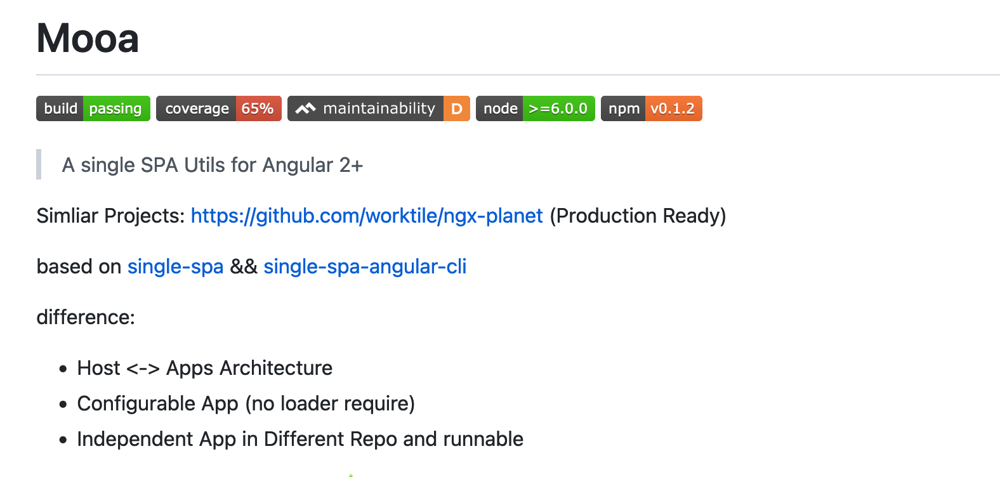 Mooa
build passing coverage 65% maintainability D node >=6.0.0 npm v0.1.2
A single SPA Utils for Angular 2+
Simliar Projects: https://github.com/worktile/ngx-planet (Production Ready)
based on single-spa && single-spa-angular-cli
difference:
• Host <-> Apps Architecture
• Configurable App (no loader require)
• Independent App in Different Repo and runnable